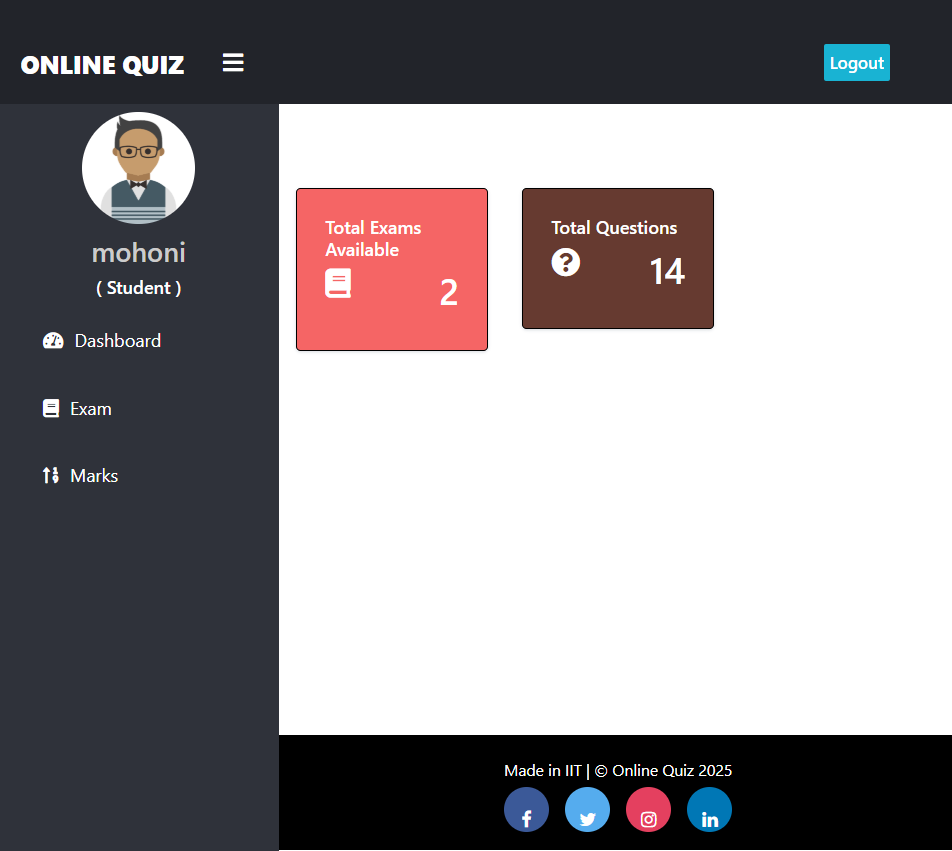 ONLINE QUIZ
Logout
mohoni
( Student )
Dashboard
Exam
Marks
Total Exams
Available
2
Total Questions
14
Made in IIT | © Online Quiz 2025